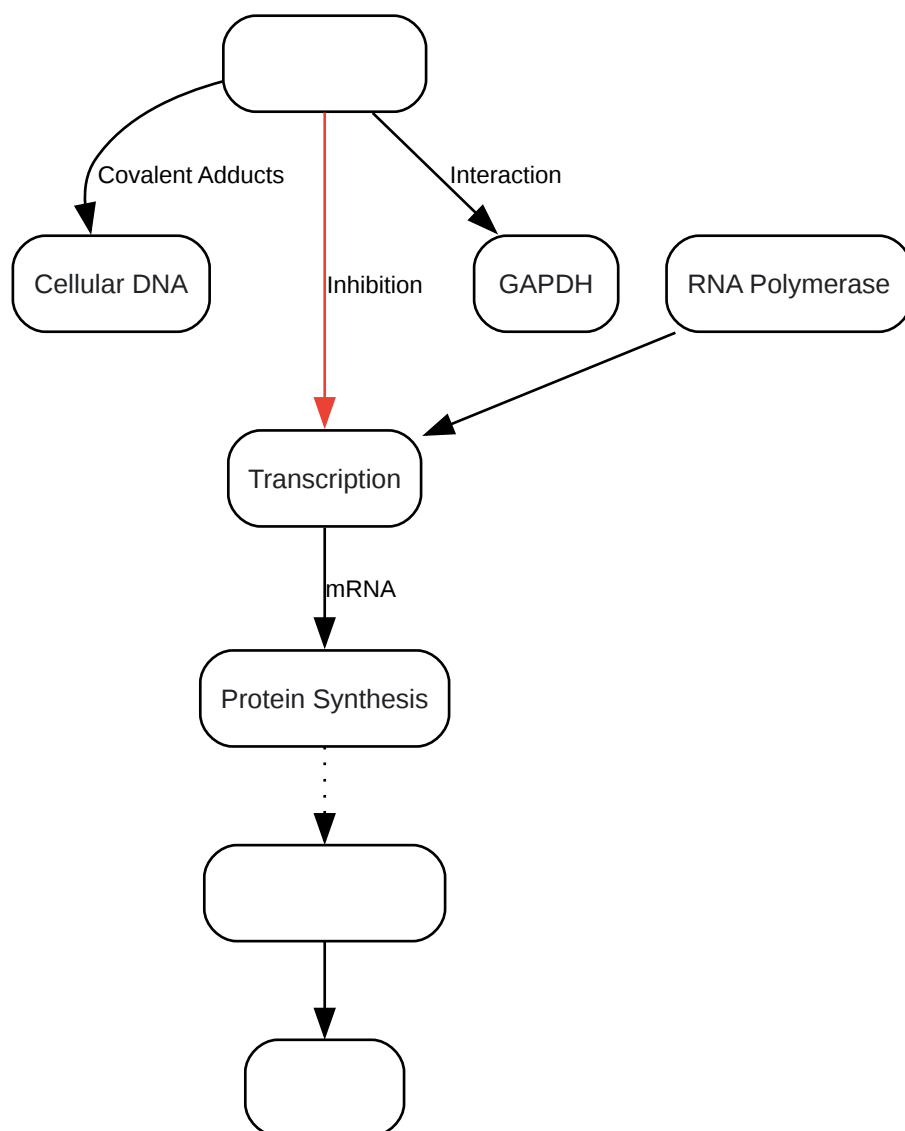 Covalent Adducts
Interaction
Cellular DNA
Inhibition
GAPDH
RNA Polymerase
Transcription
mRNA
Protein Synthesis